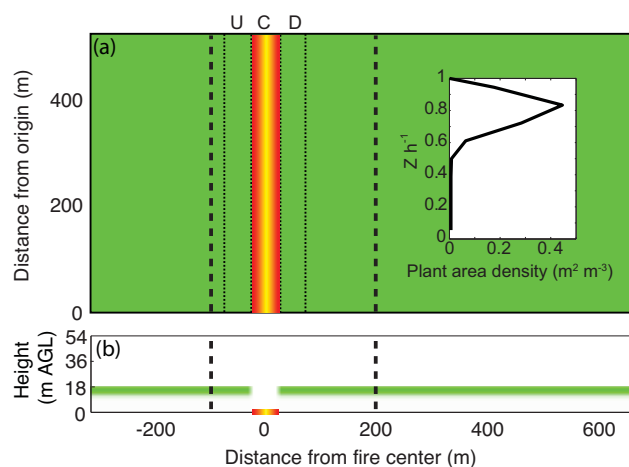 U C D
(a)
Distance from origin (m)
400
200
0
Z h⁻¹
1
0.8
0.6
0.4
0.2
0
0 0.2 0.4
Plant area density (m² m⁻³)
(b)
Height
(m AGL)
54
36
18
0
-200 0 200 400 600
Distance from fire center (m)